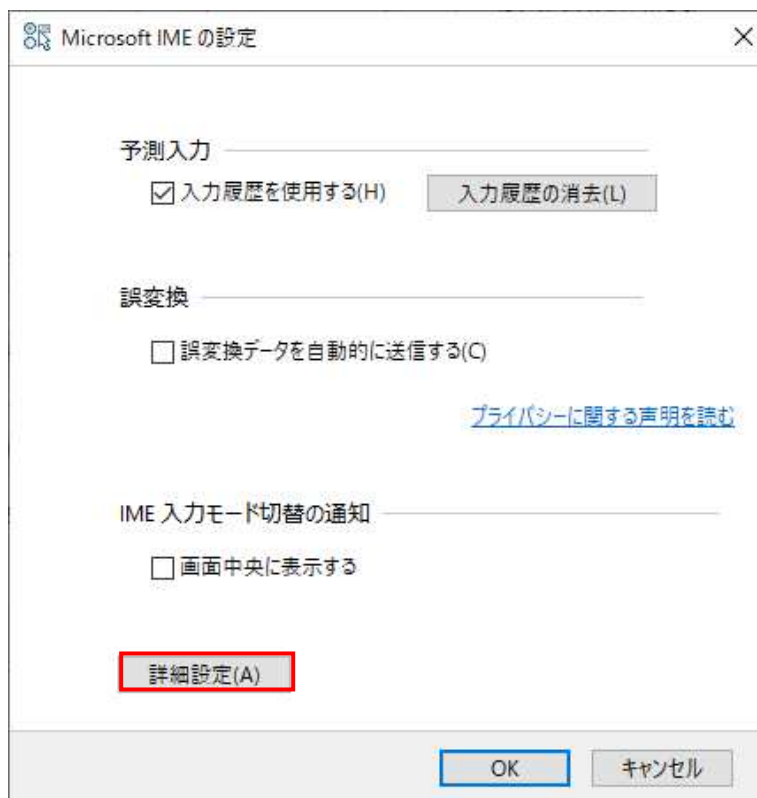 Microsoft IME の設定
予測入力
入力履歴を使用する(H) 入力履歴の消去(L)
誤変換
誤変換データを自動的に送信する(C)
プライバシーに関する声明を読む
IME 入力モード切替の通知
画面中央に表示する
詳細設定(A)
OK キャンセル